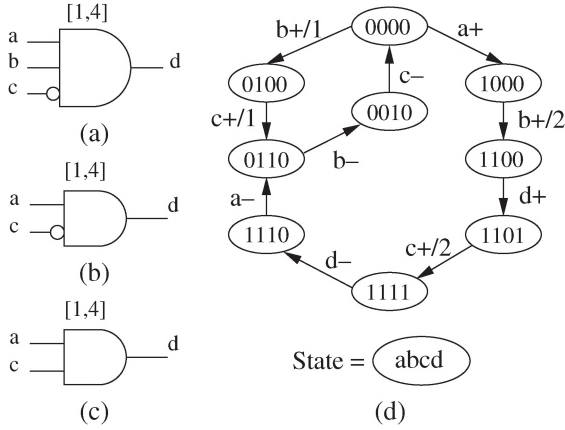 [1,4]
a
b
c
d
(a)
[1,4]
a
c
d
(b)
[1,4]
a
c
d
(c)
0000
b+/1
a+
0100
c−
1000
0010
c+/1
b+/2
0110
b−
1100
a−
d+
1110
1101
d−
c+/2
1111
State = abcd
(d)